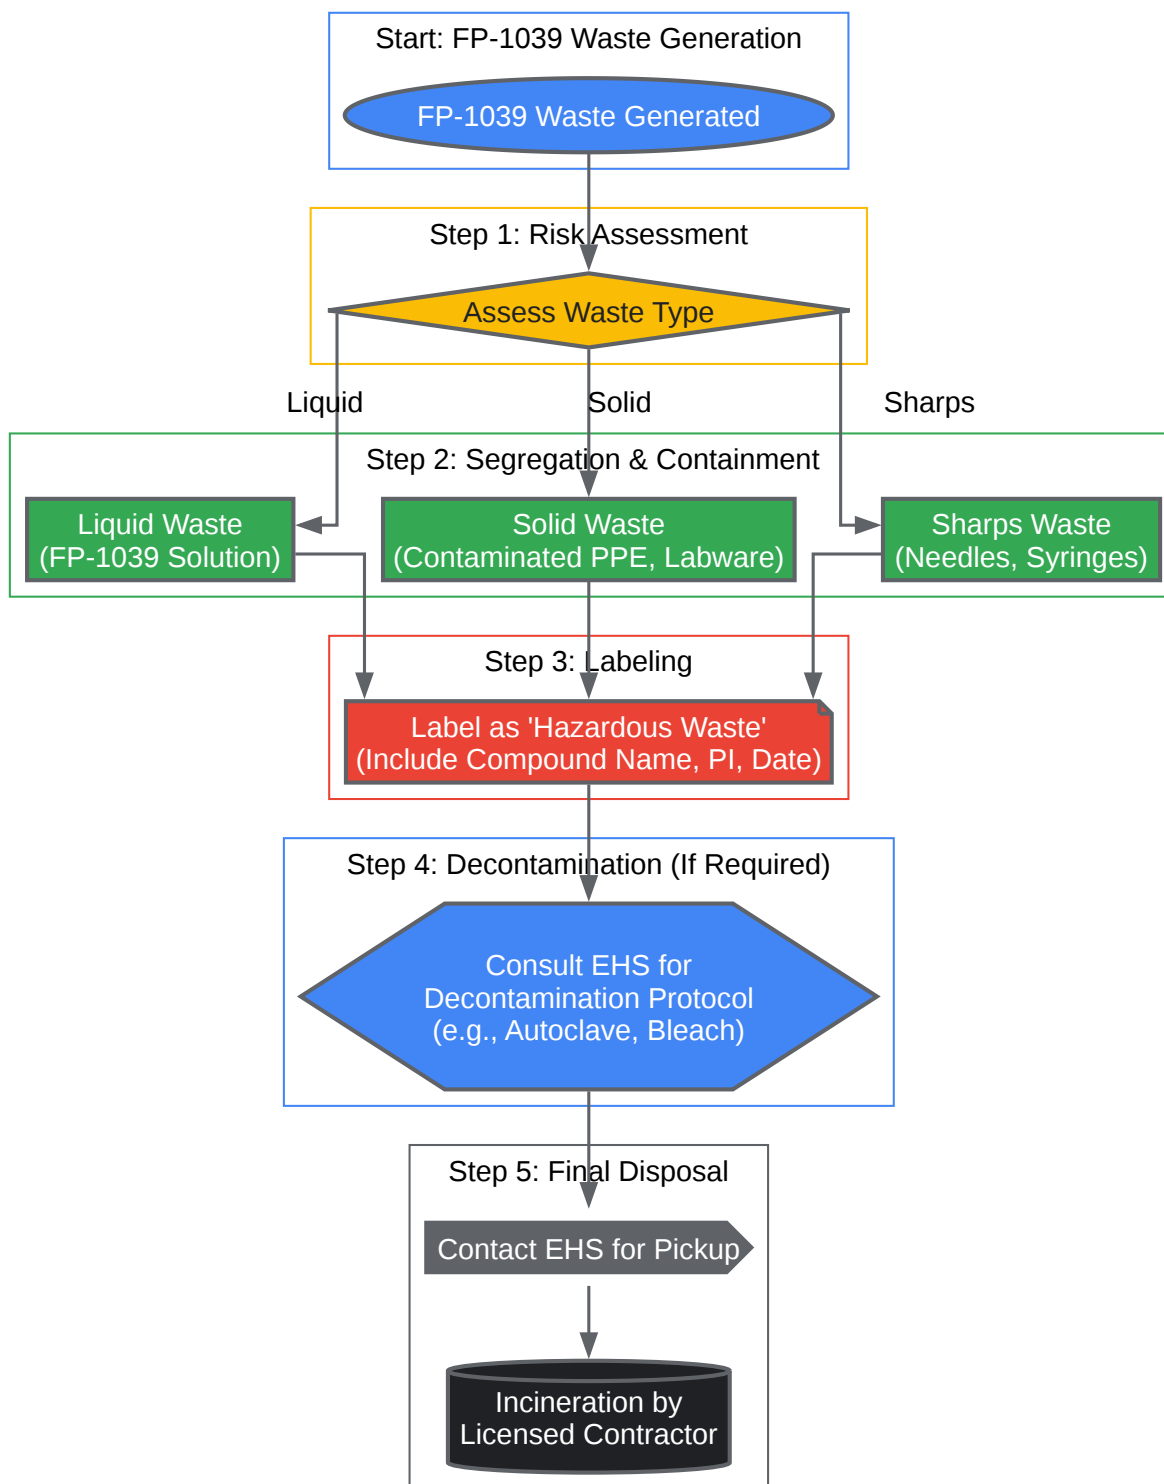 Start: FP-1039 Waste Generation
FP-1039 Waste Generated
Step 1: Risk Assessment
Assess Waste Type
Liquid
Solid
Sharps
Step 2: Segregation & Containment
Liquid Waste
(FP-1039 Solution)
Solid Waste
(Contaminated PPE, Labware)
Sharps Waste
(Needles, Syringes)
Step 3: Labeling
Label as 'Hazardous Waste'
(Include Compound Name, PI, Date)
Step 4: Decontamination (If Required)
Consult EHS for
Decontamination Protocol
(e.g., Autoclave, Bleach)
Step 5: Final Disposal
Contact EHS for Pickup
Incineration by
Licensed Contractor